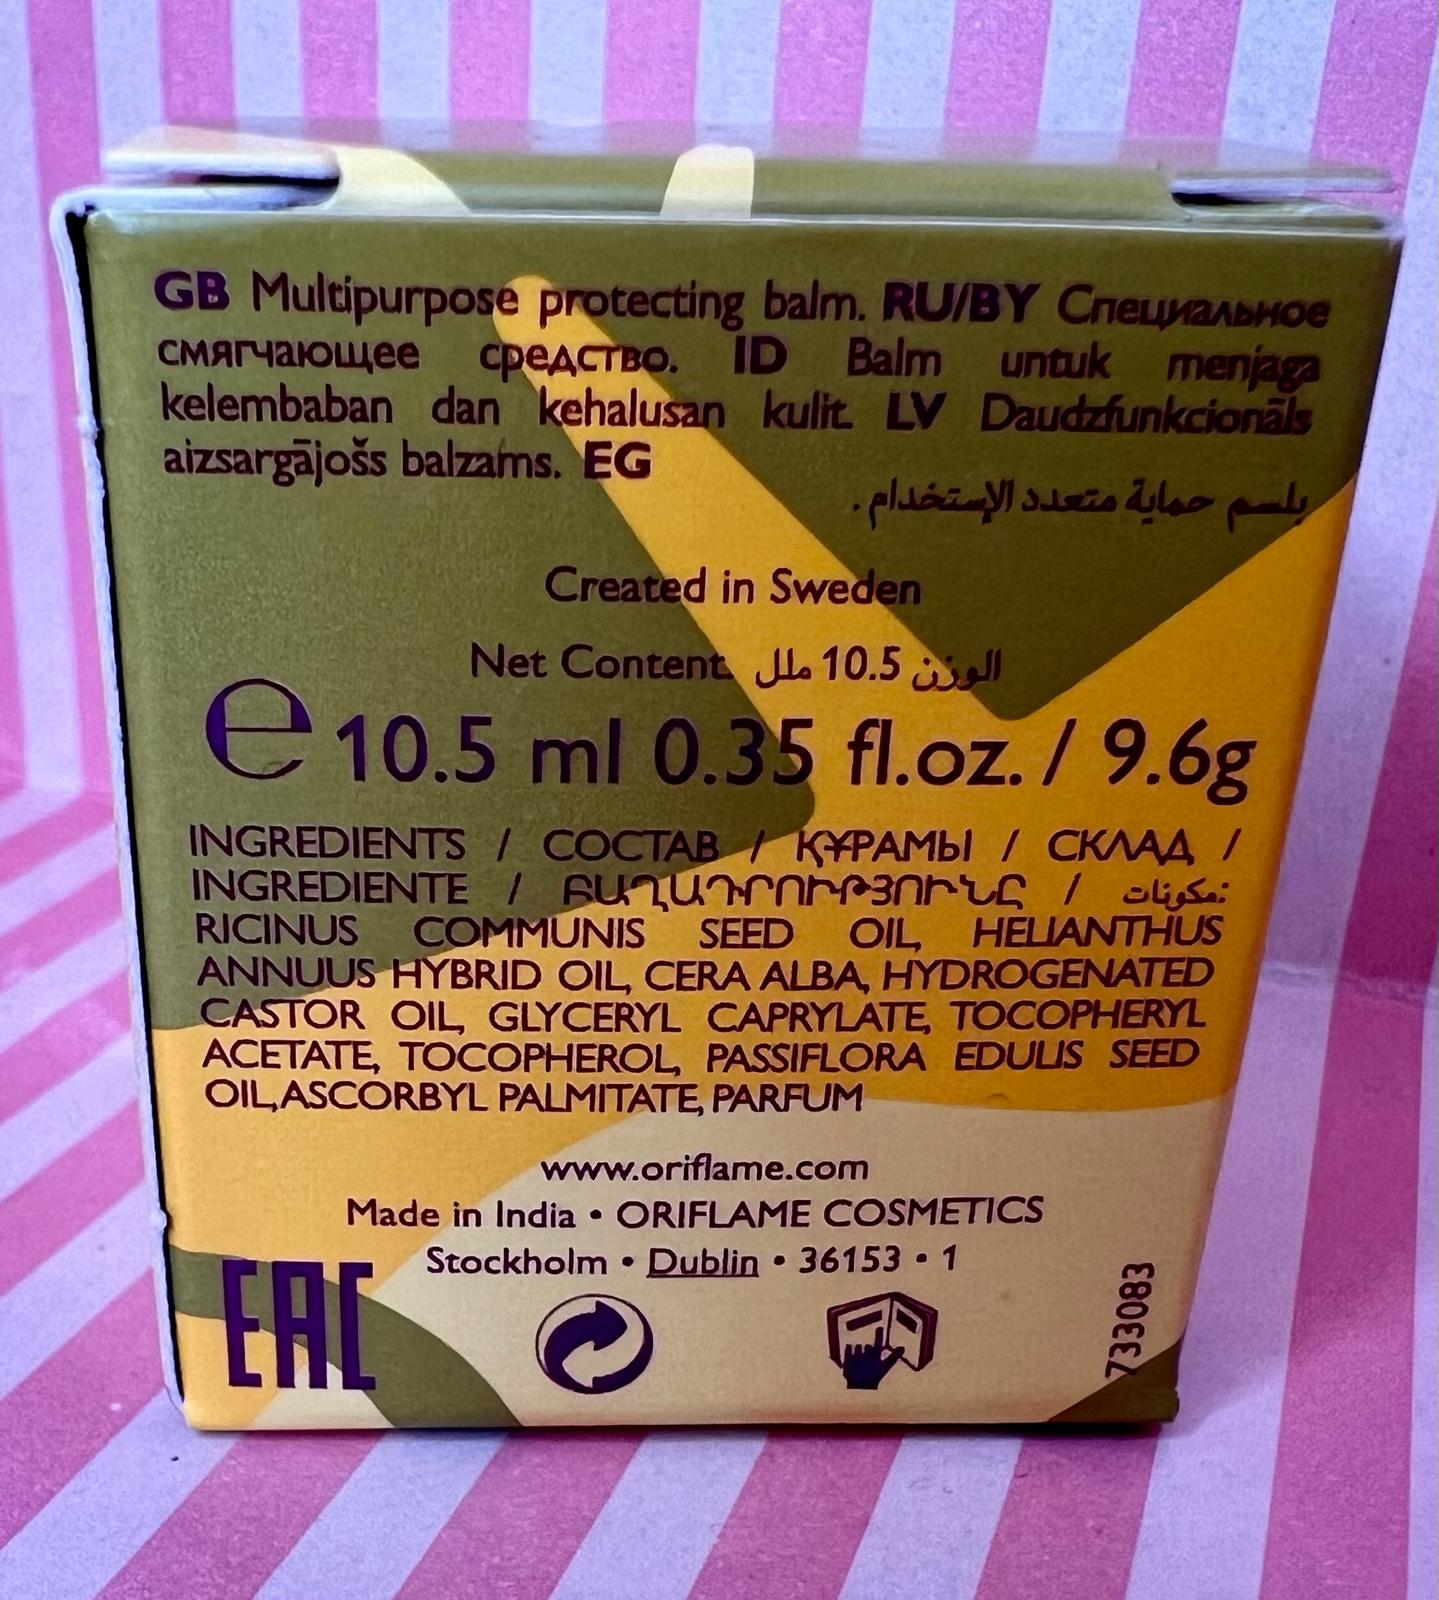 GB Multipurpose protecting balm. RU/BY Специальное
смягчающее средство. ID Balm untuk menjaga
kelembaban dan kehalusan kulit. LV Daudzfunkcionāls
aizsargājošs balzams. EG
بلسم حماية متعدد الإستخدام .
Created in Sweden
Net Content الوزن 10.5 ملل
℮ 10.5 ml 0.35 fl.oz. / 9.6g
INGREDIENTS / СОСТАВ / ҚҰРАМЫ / СКЛАД /
INGREDIENTE / ԲԱՂԱԴՐՈՒԹՅՈՒՆԸ / مكونات:
RICINUS COMMUNIS SEED OIL, HELIANTHUS
ANNUUS HYBRID OIL, CERA ALBA, HYDROGENATED
CASTOR OIL, GLYCERYL CAPRYLATE, TOCOPHERYL
ACETATE, TOCOPHEROL, PASSIFLORA EDULIS SEED
OIL,ASCORBYL PALMITATE, PARFUM
www.oriflame.com
Made in India • ORIFLAME COSMETICS
Stockholm • Dublin • 36153 • 1
EAC
733083